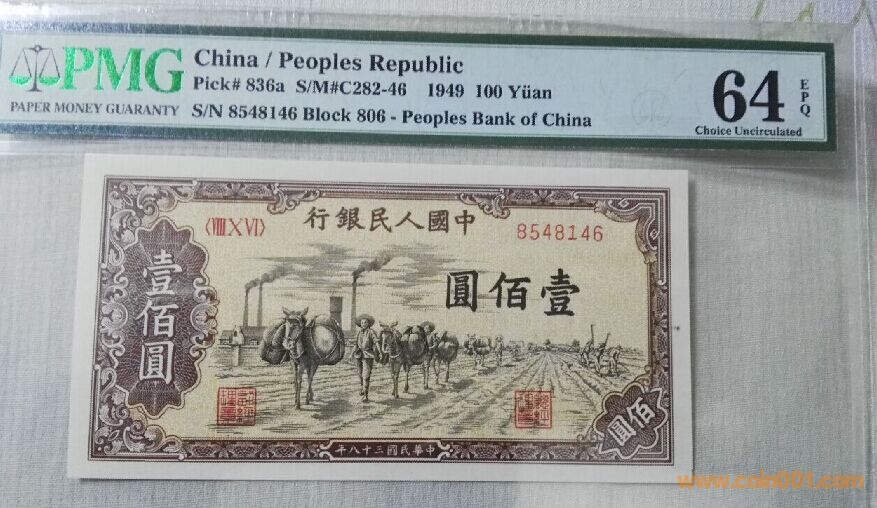 PMG
PAPER MONEY GUARANTY
China / Peoples Republic
Pick# 836a S/M#C282-46 1949 100 Yüan
S/N 8548146 Block 806 - Peoples Bank of China
64
EPQ
Choice Uncirculated
行銀民人國中
〈VIII X VI〉
8548146
圓佰壹
壹佰圓
佰圓
年八十三國民華中
www.coin001.com